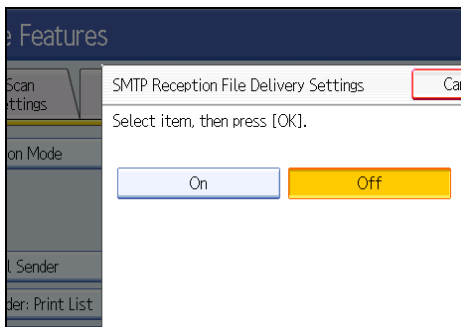 Features
Scan
ttings
SMTP Reception File Delivery Settings
Ca
Select item, then press [OK].
on Mode
On
Off
l Sender
der: Print List